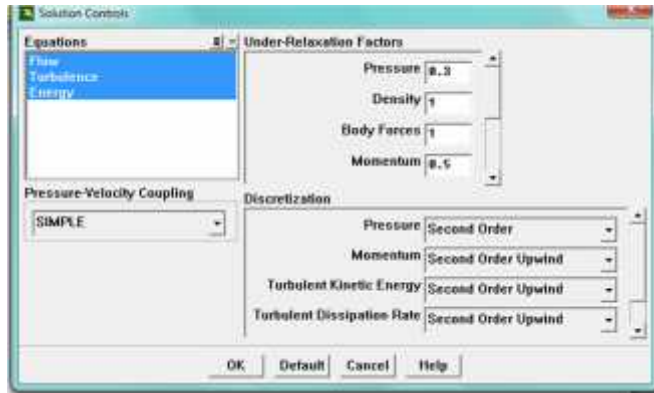 Solution Controls
Equations
Flow
Turbulence
Energy
Pressure-Velocity Coupling
SIMPLE
Under-Relaxation Factors
Pressure 0.3
Density 1
Body Forces 1
Momentum 0.5
Discretization
Pressure Second Order
Momentum Second Order Upwind
Turbulent Kinetic Energy Second Order Upwind
Turbulent Dissipation Rate Second Order Upwind
OK Default Cancel Help